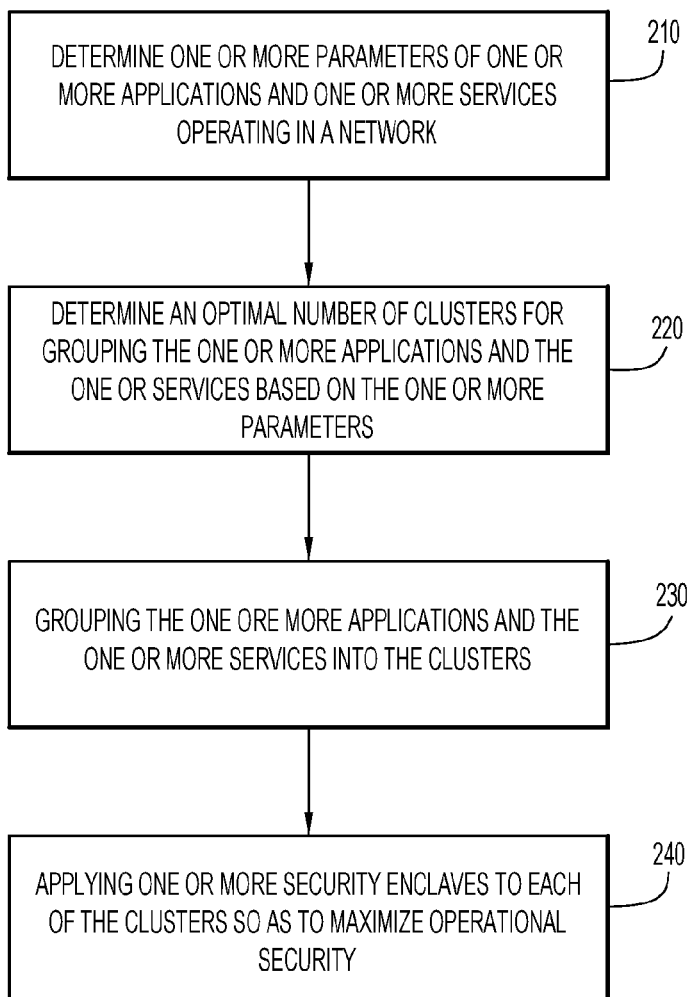 DETERMINE ONE OR MORE PARAMETERS OF ONE OR
MORE APPLICATIONS AND ONE OR MORE SERVICES
OPERATING IN A NETWORK
210
DETERMINE AN OPTIMAL NUMBER OF CLUSTERS FOR
GROUPING THE ONE OR MORE APPLICATIONS AND THE
ONE OR SERVICES BASED ON THE ONE OR MORE
PARAMETERS
220
GROUPING THE ONE ORE MORE APPLICATIONS AND THE
ONE OR MORE SERVICES INTO THE CLUSTERS
230
APPLYING ONE OR MORE SECURITY ENCLAVES TO EACH
OF THE CLUSTERS SO AS TO MAXIMIZE OPERATIONAL
SECURITY
240